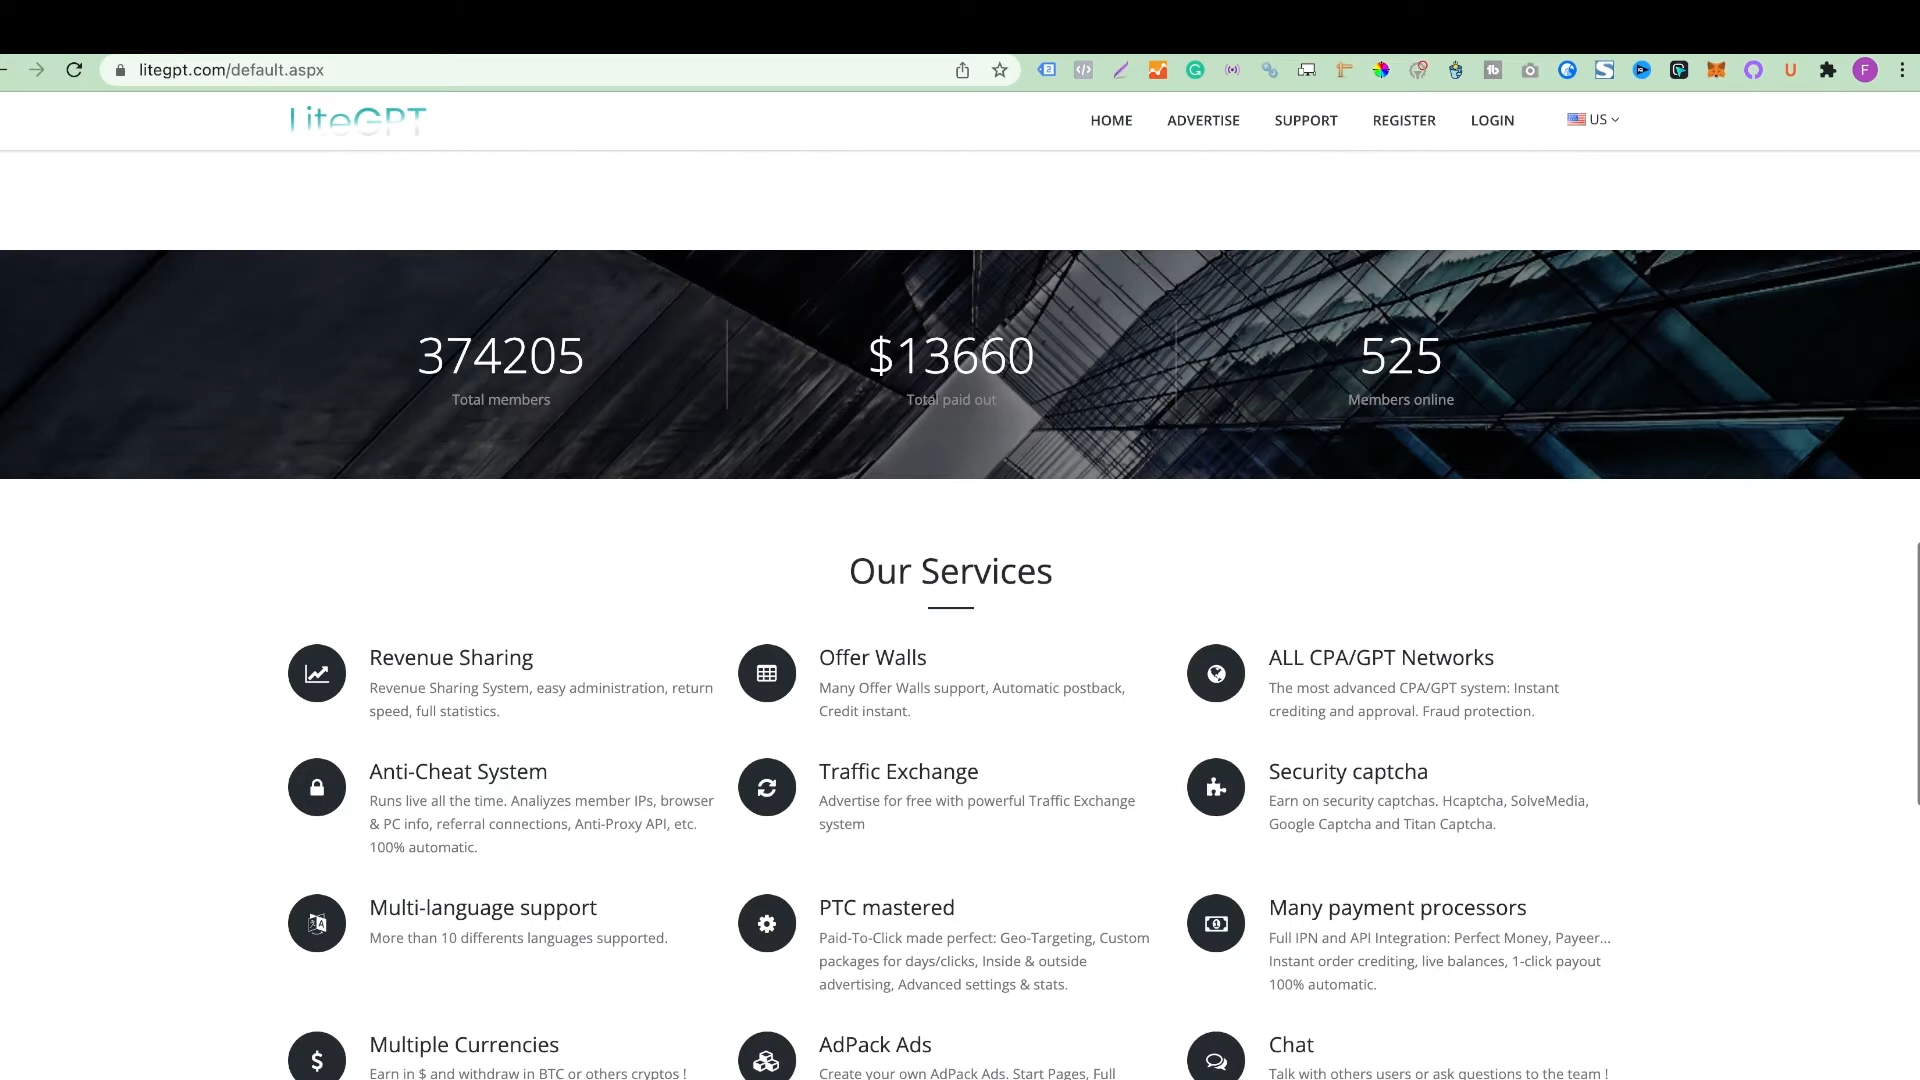 litegpt.com/default.aspx
LiteGPT
HOME ADVERTISE SUPPORT REGISTER LOGIN US
374205 $13660 525
Total members Total paid out Members online
Our Services
Revenue Sharing
Revenue Sharing System, easy administration, return
speed, full statistics.
Offer Walls
Many Offer Walls support, Automatic postback,
Credit instant.
ALL CPA/GPT Networks
The most advanced CPA/GPT system: Instant
crediting and approval. Fraud protection.
Anti-Cheat System
Runs live all the time. Analiyzes member IPs, browser
& PC info, referral connections, Anti-Proxy API, etc.
100% automatic.
Traffic Exchange
Advertise for free with powerful Traffic Exchange
system
Security captcha
Earn on security captchas. Hcaptcha, SolveMedia,
Google Captcha and Titan Captcha.
Multi-language support
More than 10 differents languages supported.
PTC mastered
Paid-To-Click made perfect: Geo-Targeting, Custom
packages for days/clicks, Inside & outside
advertising, Advanced settings & stats.
Many payment processors
Full IPN and API Integration: Perfect Money, Payeer...
Instant order crediting, live balances, 1-click payout
100% automatic.
Multiple Currencies
Earn in $ and withdraw in BTC or others cryptos !
AdPack Ads
Create your own AdPack Ads. Start Pages, Full
Chat
Talk with others users or ask questions to the team !